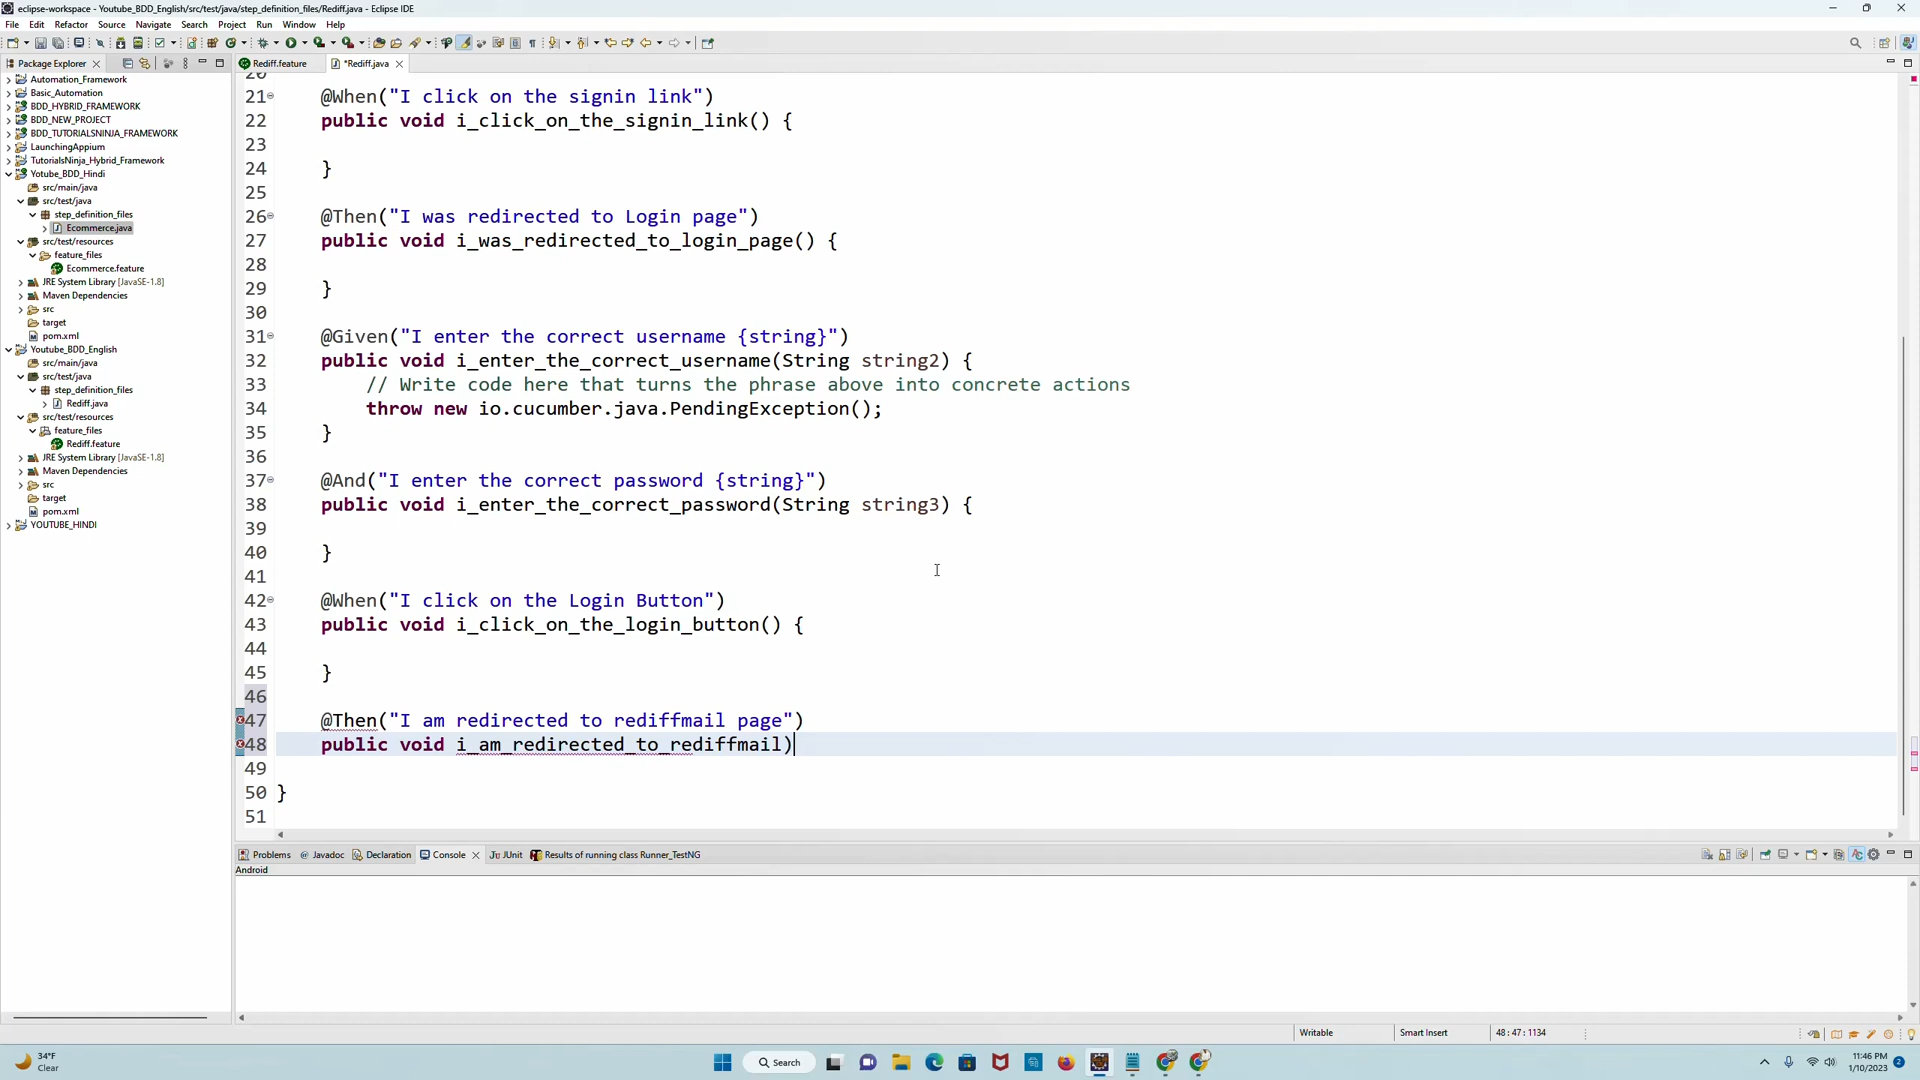 eclipse-workspace - Youtube_BDD_English/src/test/java/step_definition_files/Rediff.java - Eclipse IDE
File Edit Refactor Source Navigate Search Project Run Window Help
Package Explorer
Rediff.feature
*Rediff.java
Automation_Framework
Basic_Automation
BDD_HYBRID_FRAMEWORK
BDD_NEW_PROJECT
BDD_TUTORIALSNINJA_FRAMEWORK
LaunchingAppium
TutorialsNinja_Hybrid_Framework
Yotube_BDD_Hindi
src/main/java
src/test/java
step_definition_files
Ecommerce.java
src/test/resources
feature_files
Ecommerce.feature
JRE System Library [JavaSE-1.8]
Maven Dependencies
src
target
pom.xml
Youtube_BDD_English
src/main/java
src/test/java
step_definition_files
Rediff.java
src/test/resources
feature_files
Rediff.feature
JRE System Library [JavaSE-1.8]
Maven Dependencies
src
target
pom.xml
YOUTUBE_HINDI
20
21 @When("I click on the signin link")
22 public void i_click_on_the_signin_link() {
23
24 }
25
26 @Then("I was redirected to Login page")
27 public void i_was_redirected_to_login_page() {
28
29 }
30
31 @Given("I enter the correct username {string}")
32 public void i_enter_the_correct_username(String string2) {
33 // Write code here that turns the phrase above into concrete actions
34 throw new io.cucumber.java.PendingException();
35 }
36
37 @And("I enter the correct password {string}")
38 public void i_enter_the_correct_password(String string3) {
39
40 }
41
42 @When("I click on the Login Button")
43 public void i_click_on_the_login_button() {
44
45 }
46
47 @Then("I am redirected to rediffmail page")
48 public void i_am_redirected_to_rediffmail)
49
50 }
51
Problems Javadoc Declaration Console JUnit Results of running class Runner_TestNG
Android
Writable Smart Insert 48 : 47 : 1134
34°F
Clear
Search
11:46 PM
1/10/2023
2